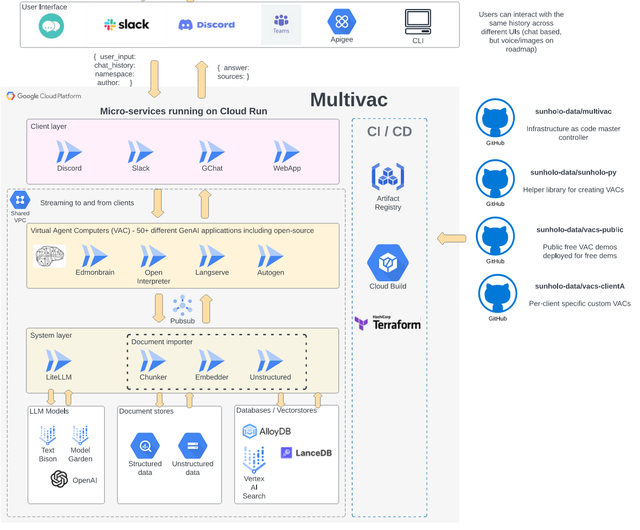 User Interface
slack
Discord
Teams
Apigee
CLI
Users can interact with the
same history across
different UIs (chat based,
but voice/images on
roadmap)
{ user_input:
chat_history:
namespace:
author: }
{ answer:
sources: }
Google Cloud Platform
Multivac
Micro-services running on Cloud Run
Client layer
Discord
Slack
GChat
WebApp
CI / CD
Artifact
Registry
Cloud Build
HashiCorp
Terraform
Shared
VPC
Streaming to and from clients
Virtual Agent Computers (VAC) - 50+ different GenAI applicattions including open-source
Edmonbrain
Open
Interpreter
Langserve
Autogen
Pubsub
System layer
Document importer
LiteLLM
Chunker
Embedder
Unstructured
LLM Models
Text
Bison
Model
Garden
OpenAI
Document stores
Structured
data
Unstructured
data
Databases / Vectorstores
AlloyDB
LanceDB
Vertex
AI
Search
GitHub
sunholo-data/multivac
Infrastructure as code master
controller
GitHub
sunholo-data/sunholo-py
Helper library for creating VACs
GitHub
sunholo-data/vacs-public
Public free VAC demos
deployed for free dems
GitHub
sunholo-data/vacs-clientA
Per-client specific custom VACs